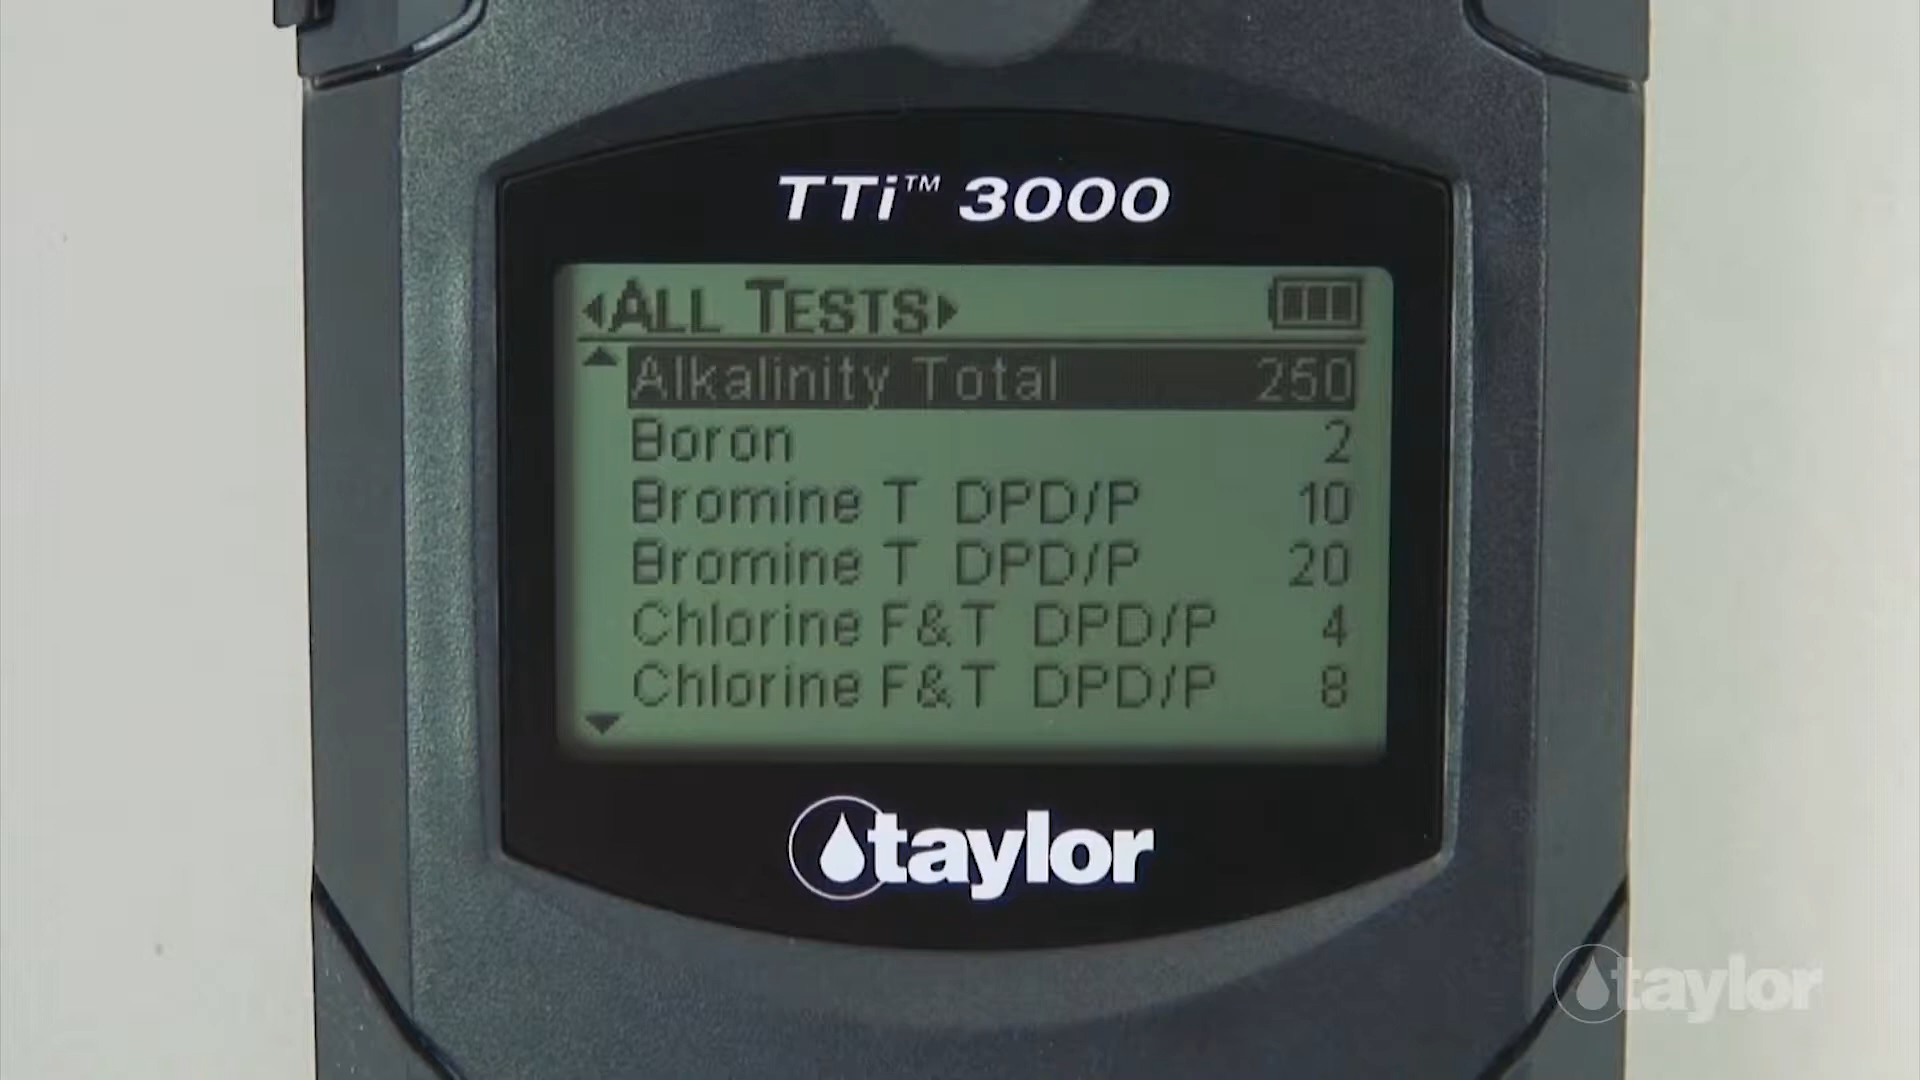 TTi™ 3000
ALL TESTS
Alkalinity Total 250
Boron 2
Bromine T DPD/P 10
Bromine T DPD/P 20
Chlorine F&T DPD/P 4
Chlorine F&T DPD/P 8
taylor
taylor